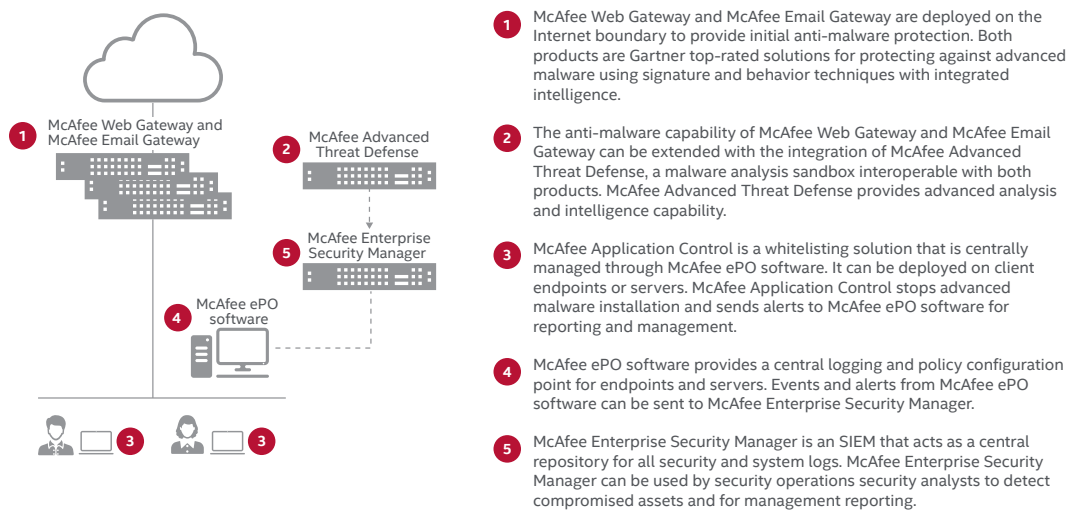 1
McAfee Web Gateway and
McAfee Email Gateway
2
McAfee Advanced
Threat Defense
5
McAfee Enterprise
Security Manager
4
McAfee ePO
software
3
3
1
McAfee Web Gateway and McAfee Email Gateway are deployed on the
Internet boundary to provide initial anti-malware protection. Both
products are Gartner top-rated solutions for protecting against advanced
malware using signature and behavior techniques with integrated
intelligence.
2
The anti-malware capability of McAfee Web Gateway and McAfee Email
Gateway can be extended with the integration of McAfee Advanced
Threat Defense, a malware analysis sandbox interoperable with both
products. McAfee Advanced Threat Defense provides advanced analysis
and intelligence capability.
3
McAfee Application Control is a whitelisting solution that is centrally
managed through McAfee ePO software. It can be deployed on client
endpoints or servers. McAfee Application Control stops advanced
malware installation and sends alerts to McAfee ePO software for
reporting and management.
4
McAfee ePO software provides a central logging and policy configuration
point for endpoints and servers. Events and alerts from McAfee ePO
software can be sent to McAfee Enterprise Security Manager.
5
McAfee Enterprise Security Manager is an SIEM that acts as a central
repository for all security and system logs. McAfee Enterprise Security
Manager can be used by security operations security analysts to detect
compromised assets and for management reporting.